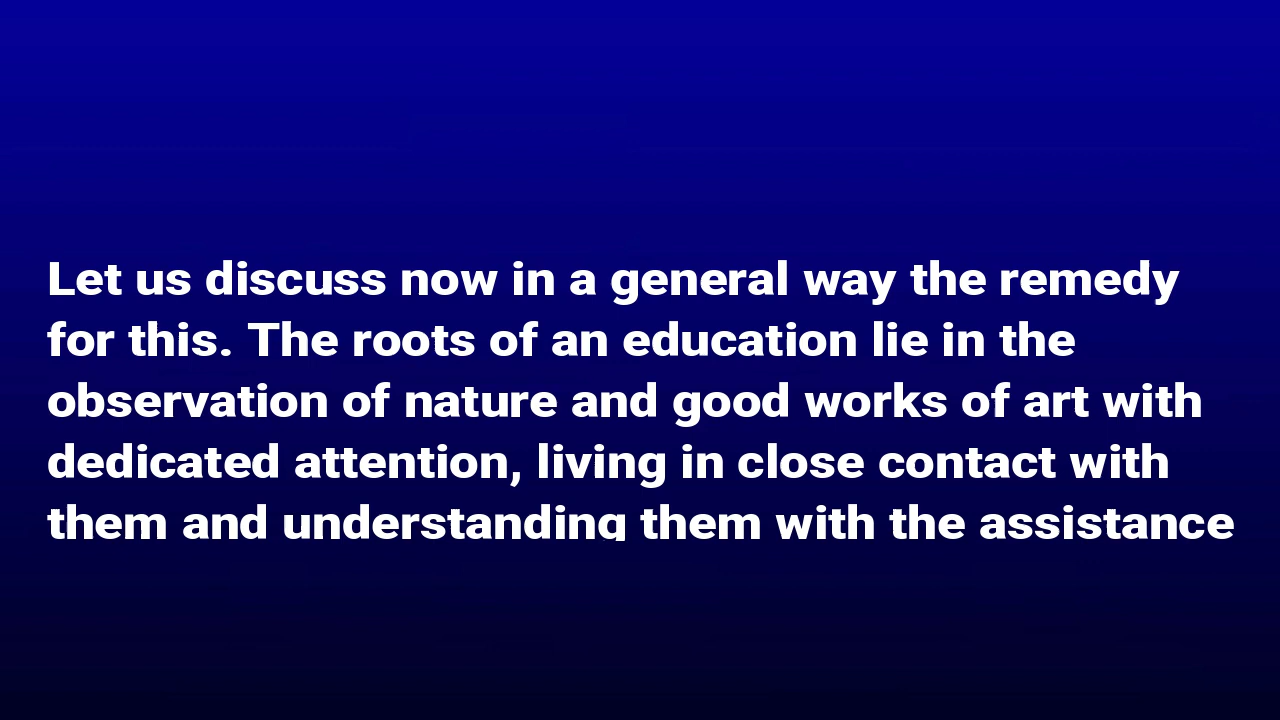 Let us discuss now in a general way the remedy
for this. The roots of an education lie in the
observation of nature and good works of art with
dedicated attention, living in close contact with
them and understanding them with the assistance